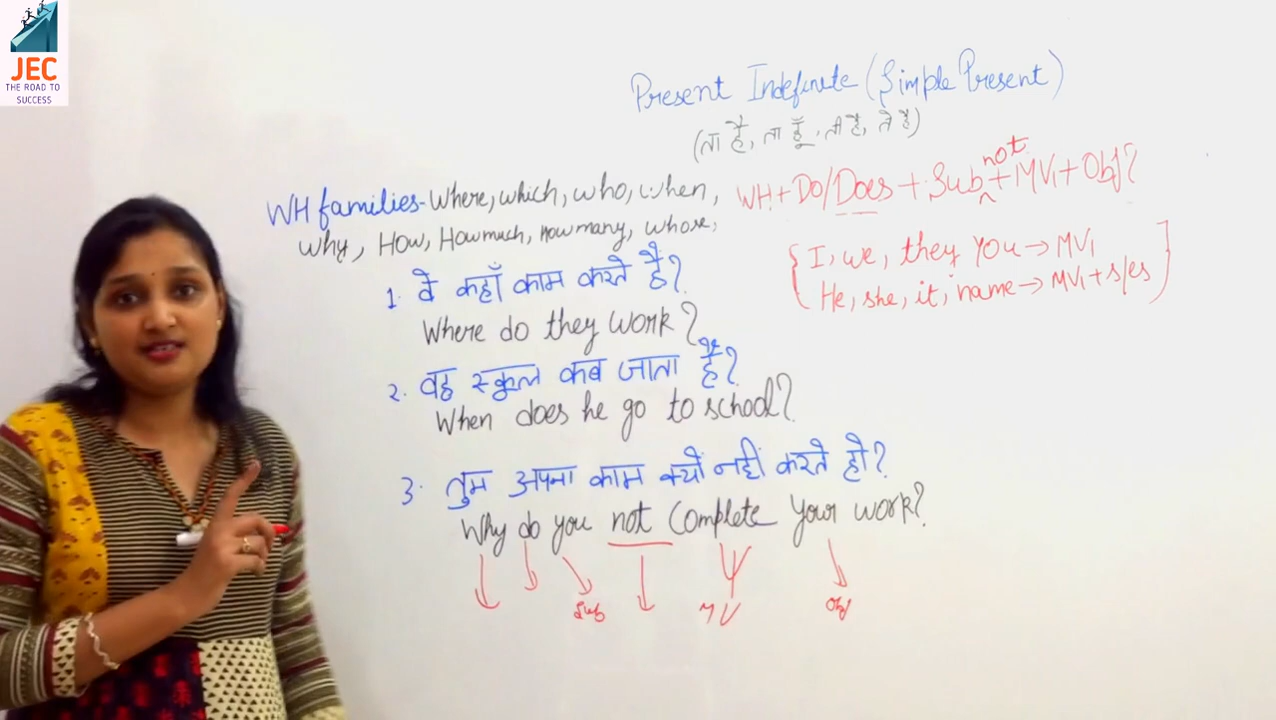 JEC
THE ROAD TO
SUCCESS
Present Indefinite (Simple Present)
(ता है, ता हूँ, ती है, ते है)
WH families - Where, which, who, when,
why, How, How much, How many, whose,
WH + Do/Does + Sub + not MV1 + Obj?
{ I, we, they you → MV1
He, she, it, name → MV1 + s/es ]
1. वे कहाँ काम करते है?
Where do they work?
2. वह स्कूल कब जाता है?
When does he go to school?
3. तुम अपना काम क्यों नही करते हो?
Why do you not Complete your work?
Sub MV Obj